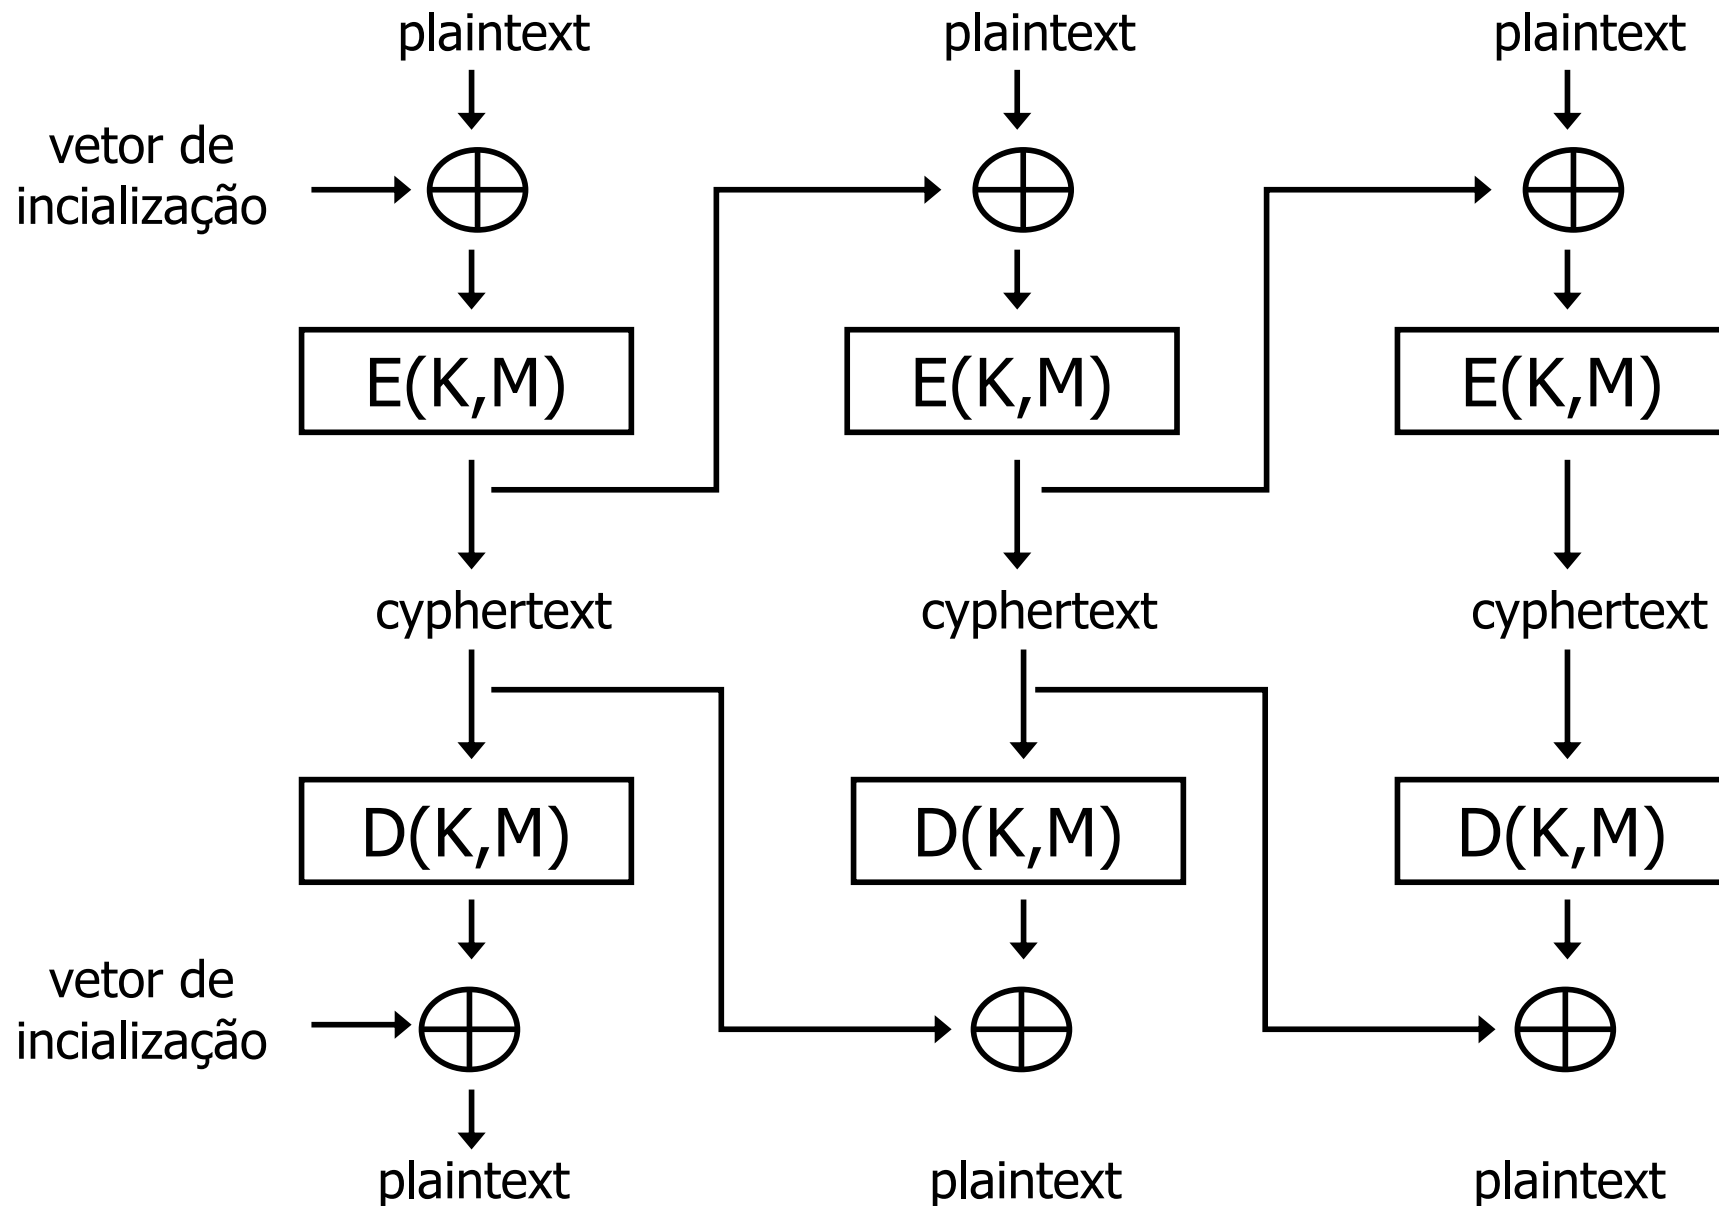 plaintext
plaintext
plaintext
vetor de
incialização
E(K,M)
E(K,M)
E(K,M)
cyphertext
cyphertext
cyphertext
D(K,M)
D(K,M)
D(K,M)
vetor de
incialização
plaintext
plaintext
plaintext